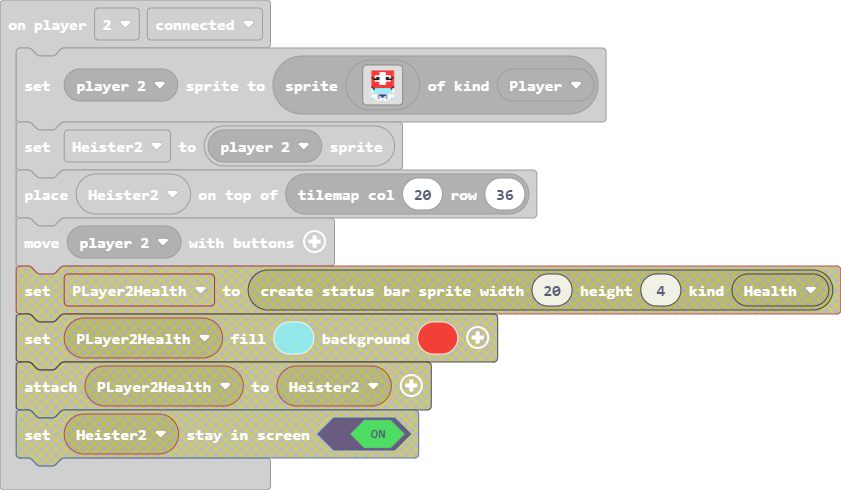 on player 2 connected
set player 2 sprite to sprite of kind Player
set Heister2 to player 2 sprite
place Heister2 on top of tilemap col 20 row 36
move player 2 with buttons
set PLayer2Health to create status bar sprite width 20 height 4 kind Health
set PLayer2Health fill background
attach PLayer2Health to Heister2
set Heister2 stay in screen ON